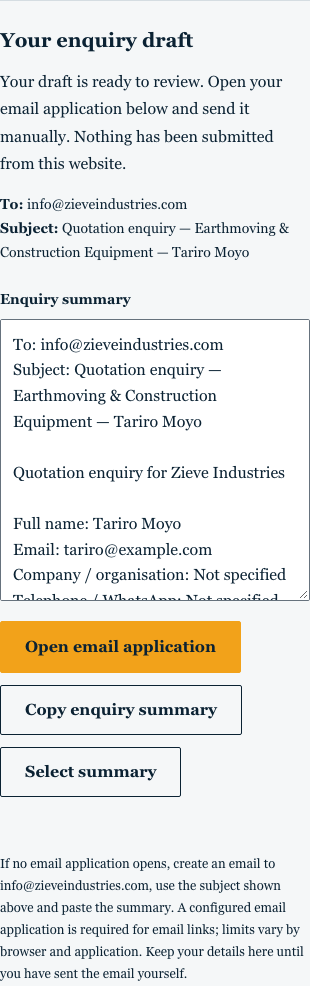 Your enquiry draft
Your draft is ready to review. Open your
email application below and send it
manually. Nothing has been submitted
from this website.
To: info@zieveindustries.com
Subject: Quotation enquiry — Earthmoving &
Construction Equipment — Tariro Moyo
Enquiry summary
To: info@zieveindustries.com
Subject: Quotation enquiry —
Earthmoving & Construction
Equipment — Tariro Moyo
Quotation enquiry for Zieve Industries
Full name: Tariro Moyo
Email: tariro@example.com
Company / organisation: Not specified
Telephone / WhatsApp: Not specified
Open email application
Copy enquiry summary
Select summary
If no email application opens, create an email to
info@zieveindustries.com, use the subject shown
above and paste the summary. A configured email
application is required for email links; limits vary by
browser and application. Keep your details here until
you have sent the email yourself.